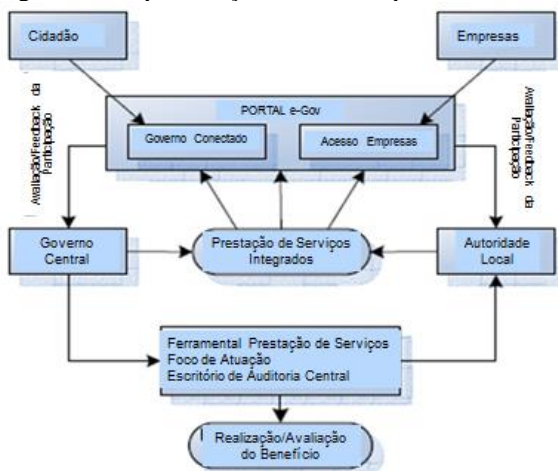 Cidadão
Empresas
PORTAL e-Gov
Governo Conectado
Acesso Empresas
Avaliação/Feedback da
Participação
Avaliação/Feedback da
Participação
Governo
Central
Prestação de Serviços
Integrados
Autoridade
Local
Ferramental Prestação de Serviços
Foco de Atuação
Escritório de Auditoria Central
Realização/Avaliação
do Benefício